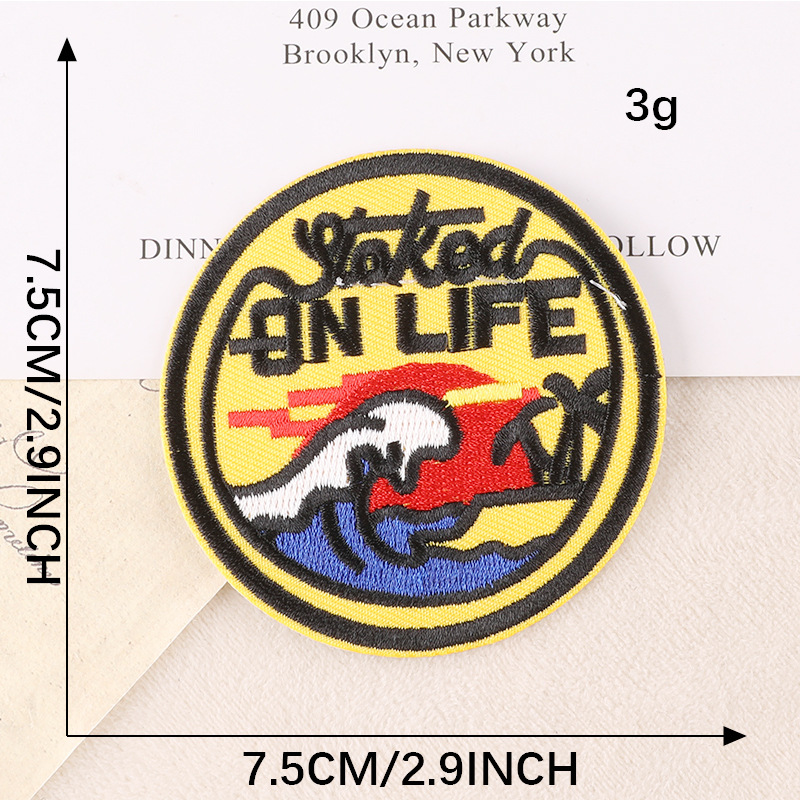 409 Ocean Parkway
Brooklyn, New York
3g
DINN
OLLOW
Stoked
ON LIFE
7.5CM/2.9INCH
7.5CM/2.9INCH